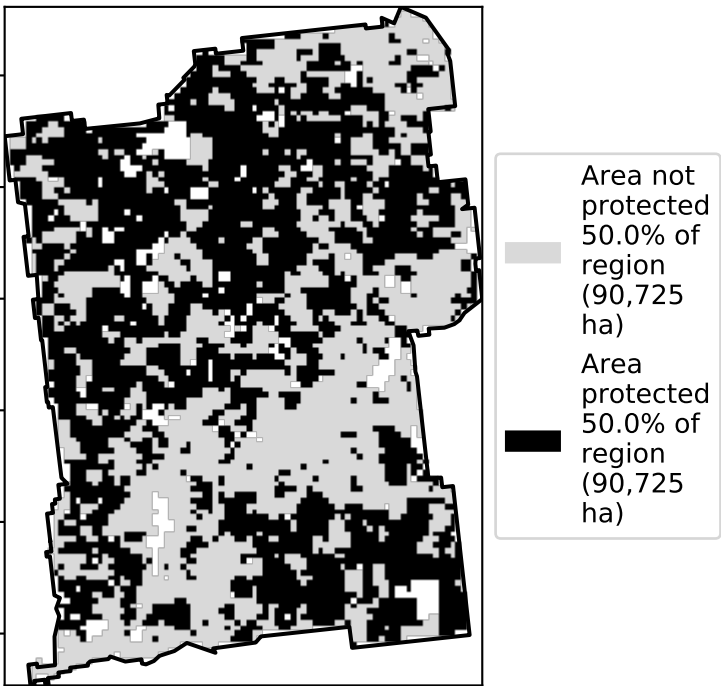 Area not
protected
50.0% of
region
(90,725
ha)
Area
protected
50.0% of
region
(90,725
ha)